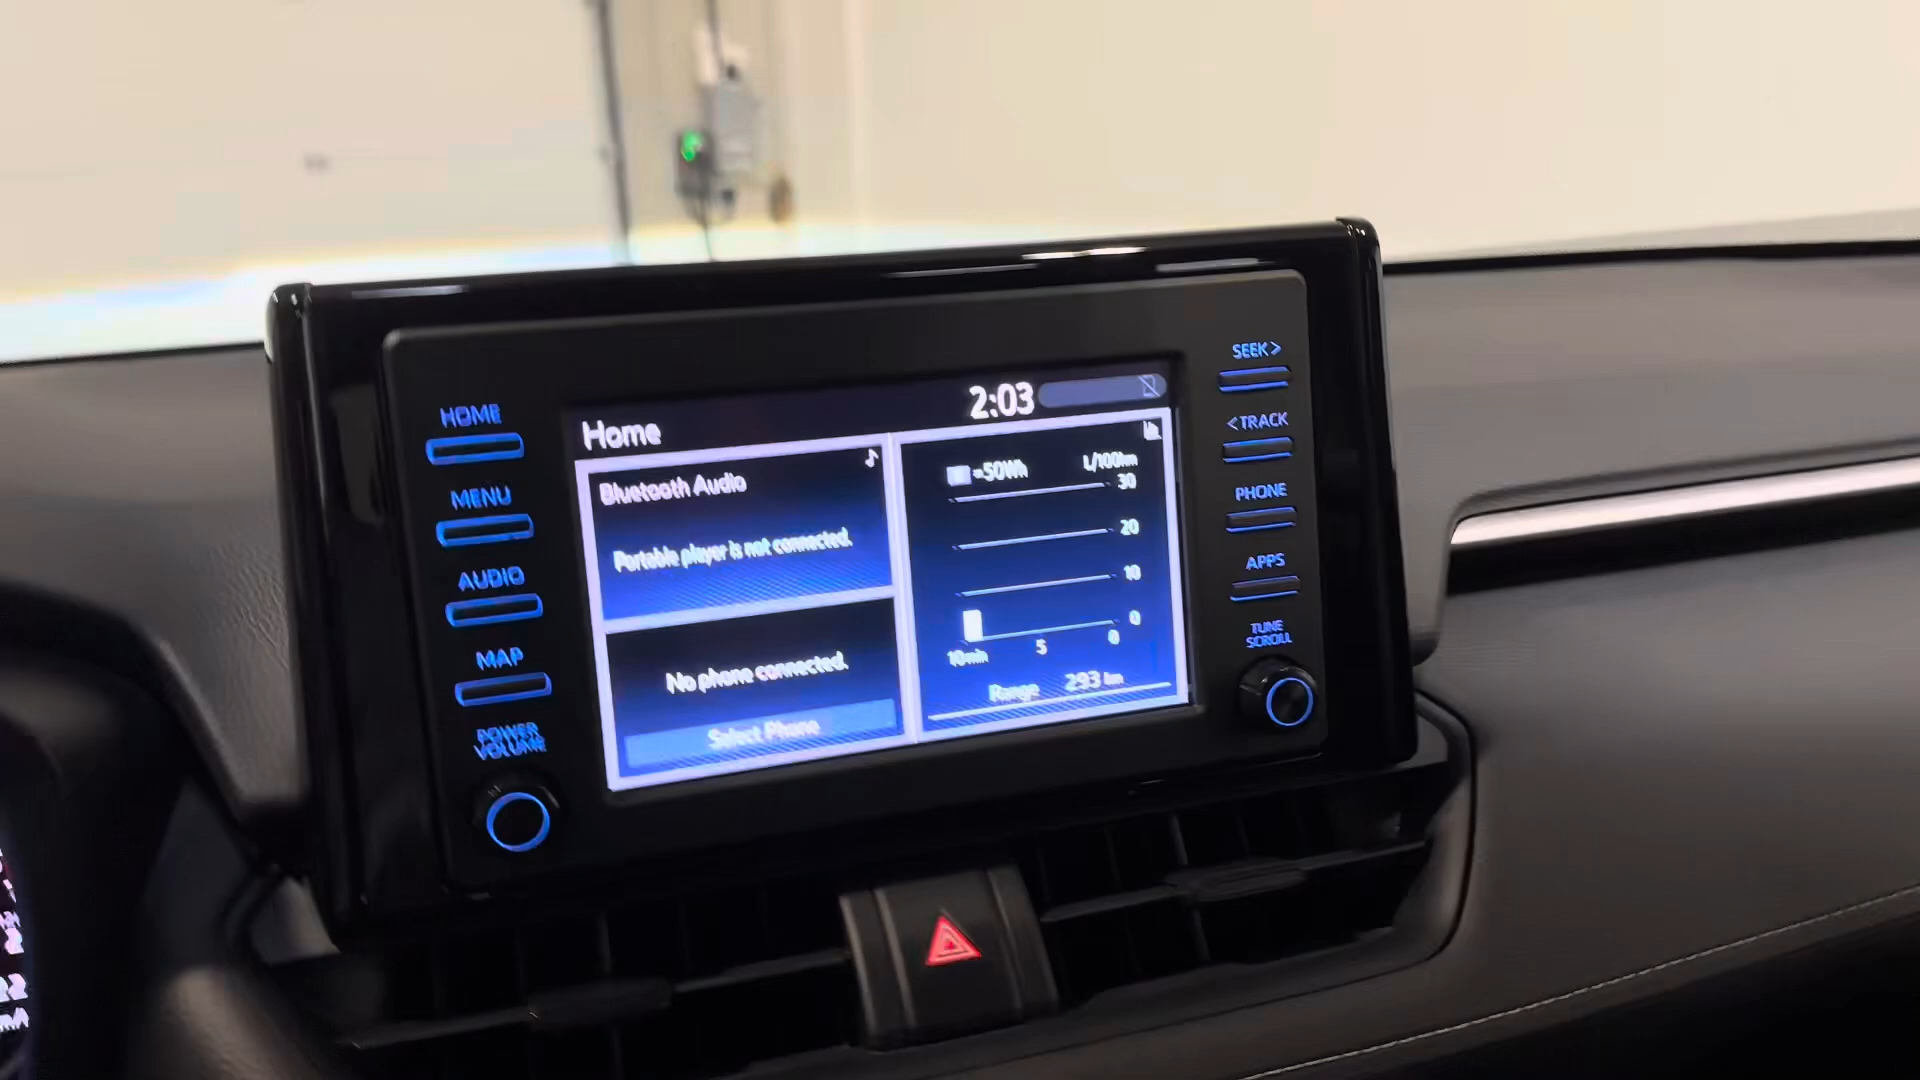 HOME
MENU
AUDIO
MAP
POWER
VOLUME
Home
2:03
Bluetooth Audio
Portable player is not connected.
No phone connected.
Select Phone
=50Wh
L/100km
30
20
10
0
10min
5
0
Range 293 km
SEEK>
<TRACK
PHONE
APPS
TUNE
SCROLL